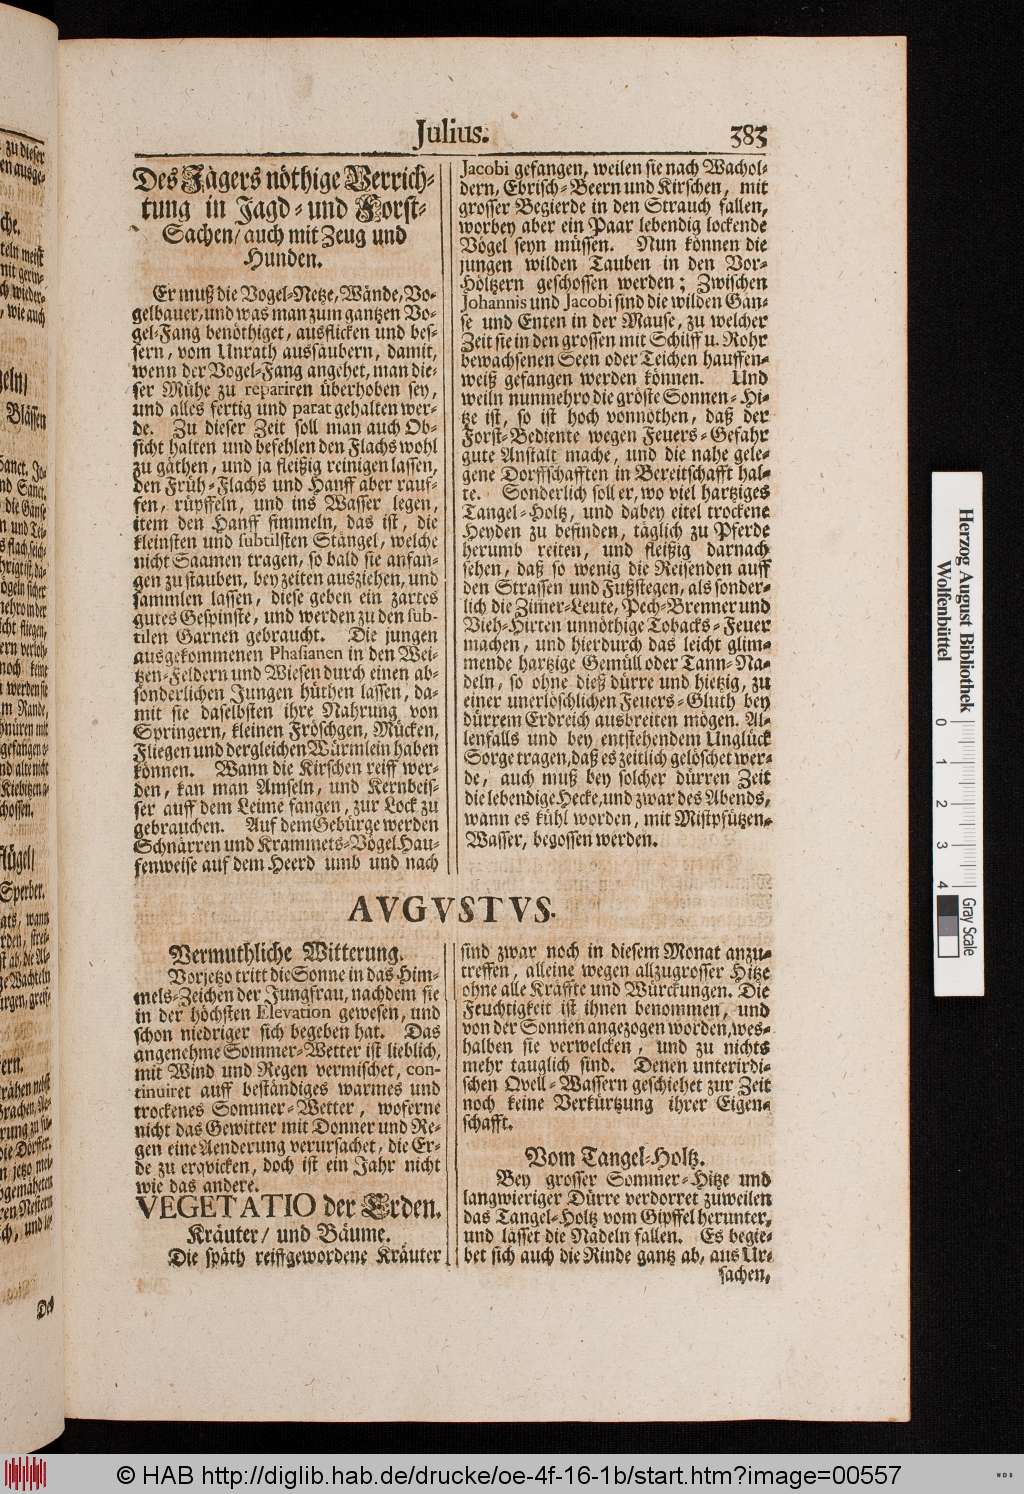 Julius. 383
Des Jägers nöthige Verrich-
tung in Jagd- und Forst-
Sachen/ auch mit Zeug und
Hunden.
Er muß die Vogel-Netze, Wände, Vo-
gelbauer, und was man zum gantzen Vo-
gel-Fang benöthiget, ausflicken und bes-
sern, vom Unrath aussäubern, damit,
wenn der Vogel-Fang angehet, man die-
ser Mühe zu repariren überhoben sey,
und alles fertig und parat gehalten wer-
de. Zu dieser Zeit soll man auch Ob-
sicht halten und befehlen den Flachs wohl
zu gäthen, und ja fleißig reinigen lassen,
den Früh-Flachs und Hanff aber rauf-
fen, rüpffeln, und ins Wasser legen,
item den Hanff fimmeln, das ist, die
kleinsten und subtilsten Stängel, welche
nicht Saamen tragen, so bald sie anfan-
gen zu stauben, bey zeiten ausziehen, und
sammlen lassen, diese geben ein zartes
gutes Gespinste, und werden zu den sub-
tilen Garnen gebraucht. Die jungen
ausgekommenen Phasianen in den Wei-
tzen-Feldern und Wiesen durch einen ab-
sonderlichen Jungen hüthen lassen, da-
mit sie daselbsten ihre Nahrung von
Springern, kleinen Fröschgen, Mücken,
Fliegen und dergleichen Würmlein haben
können. Wann die Kirschen reiff wer-
den, kan man Amseln, und Kernbeis-
ser auff dem Leime fangen, zur Lock zu
gebrauchen. Auf dem Gebürge werden
Schnärren und Krammets-Vögel Hau-
fenweise auf dem Heerd umb und nach
Jacobi gefangen, weilen sie nach Wachol-
dern, Ebrisch-Beern und Kirschen, mit
grosser Begierde in den Strauch fallen,
worbey aber ein Paar lebendig lockende
Vögel seyn müssen. Nun können die
jungen wilden Tauben in den Vor-
Höltzern geschossen werden; Zwischen
Johannis und Jacobi sind die wilden Gän-
se und Enten in der Mause, zu welcher
Zeit sie in den grossen mit Schilff u. Rohr
bewachsenen Seen oder Teichen hauffen-
weiß gefangen werden können. Und
weiln nunmehro die gröste Sonnen-Hi-
tze ist, so ist hoch vonnöthen, daß der
Forst-Bediente wegen Feuers-Gefahr
gute Anstalt mache, und die nahe gele-
gene Dorffschafften in Bereitschafft hal-
te. Sonderlich soll er, wo viel hartziges
Tangel-Holtz, und dabey eitel trockene
Heyden zu befinden, täglich zu Pferde
herumb reiten, und fleißig darnach
sehen, daß so wenig die Reisenden auff
den Strassen und Fußstegen, als sonder-
lich die Zimer-Leute, Pech-Brenner und
Vieh-Hirten unnöthige Tobacks-Feuer
machen, und hierdurch das leicht glim-
mende hartzige Gemüll oder Tann-Na-
deln, so ohne dieß dürre und hietzig, zu
einer unerlöschlichen Feuers-Gluth bey
dürrem Erdreich ausbreiten mögen. Al-
lenfalls und bey entstehendem Unglück
Sorge tragen, daß es zeitlich gelöschet wer-
de, auch muß bey solcher dürren Zeit
die lebendige Hecke, und zwar des Abends,
wann es kühl worden, mit Mistpfützen-
Wasser, begossen werden.
AVGVSTVS.
Vermuthliche Witterung.
Vorjetzo tritt die Sonne in das Him-
mels-Zeichen der Jungfrau, nachdem sie
in der höchsten Elevation gewesen, und
schon niedriger sich begeben hat. Das
angenehme Sommer-Wetter ist lieblich,
mit Wind und Regen vermischet, con-
tinuiret auff beständiges warmes und
trockenes Sommer-Wetter, woferne
nicht das Gewitter mit Donner und Re-
gen eine Aenderung verursachet, die Er-
de zu erqvicken, doch ist ein Jahr nicht
wie das andere.
VEGETATIO der Erden.
Kräuter/ und Bäume.
Die späth reiffgewordene Kräuter
sind zwar noch in diesem Monat anzu-
treffen, alleine wegen allzugrosser Hitze
ohne alle Kräffte und Würckungen. Die
Feuchtigkeit ist ihnen benommen, und
von der Sonnen angezogen worden, wes-
halben sie verwelcken, und zu nichts
mehr tauglich sind. Denen unterirdi-
schen Qvell-Wassern geschiehet zur Zeit
noch keine Verkürtzung ihrer Eigen-
schafft.
Vom Tangel-Holtz.
Bey grosser Sommer-Hitze und
langwieriger Dürre verdorret zuweilen
das Tangel-Holtz vom Gipffel herunter,
und lässet die Nadeln fallen. Es begie-
bet sich auch die Rinde gantz ab, aus Ur-
sachen,
Herzog August Bibliothek
Wolfenbüttel
0 1 2 3 4
Gray Scale
© HAB http://diglib.hab.de/drucke/oe-4f-16-1b/start.htm?image=00557